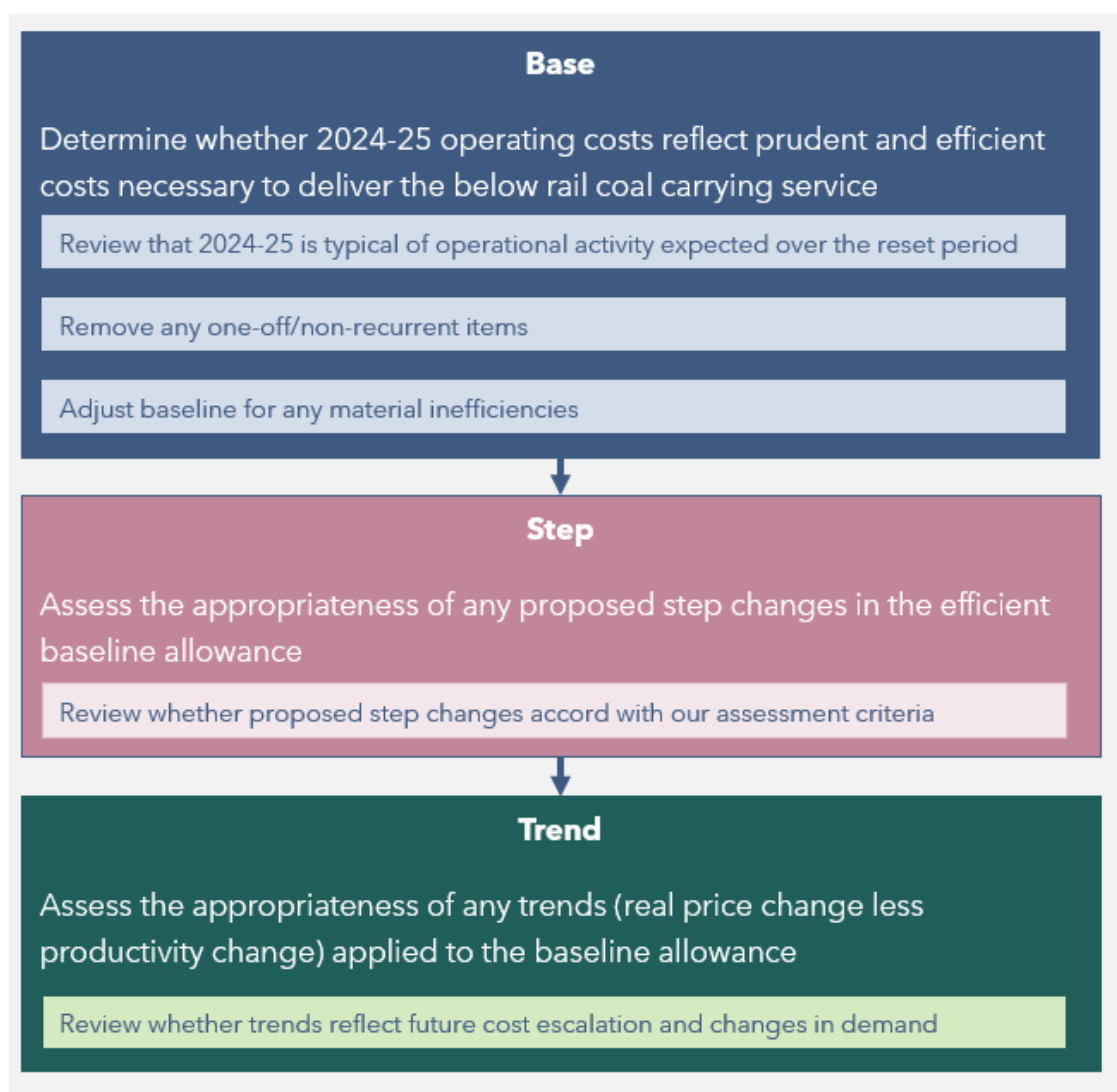 Base
Determine whether 2024-25 operating costs reflect prudent and efficient
costs necessary to deliver the below rail coal carrying service
Review that 2024-25 is typical of operational activity expected over the reset period
Remove any one-off/non-recurrent items
Adjust baseline for any material inefficiencies
Step
Assess the appropriateness of any proposed step changes in the efficient
baseline allowance
Review whether proposed step changes accord with our assessment criteria
Trend
Assess the appropriateness of any trends (real price change less
productivity change) applied to the baseline allowance
Review whether trends reflect future cost escalation and changes in demand